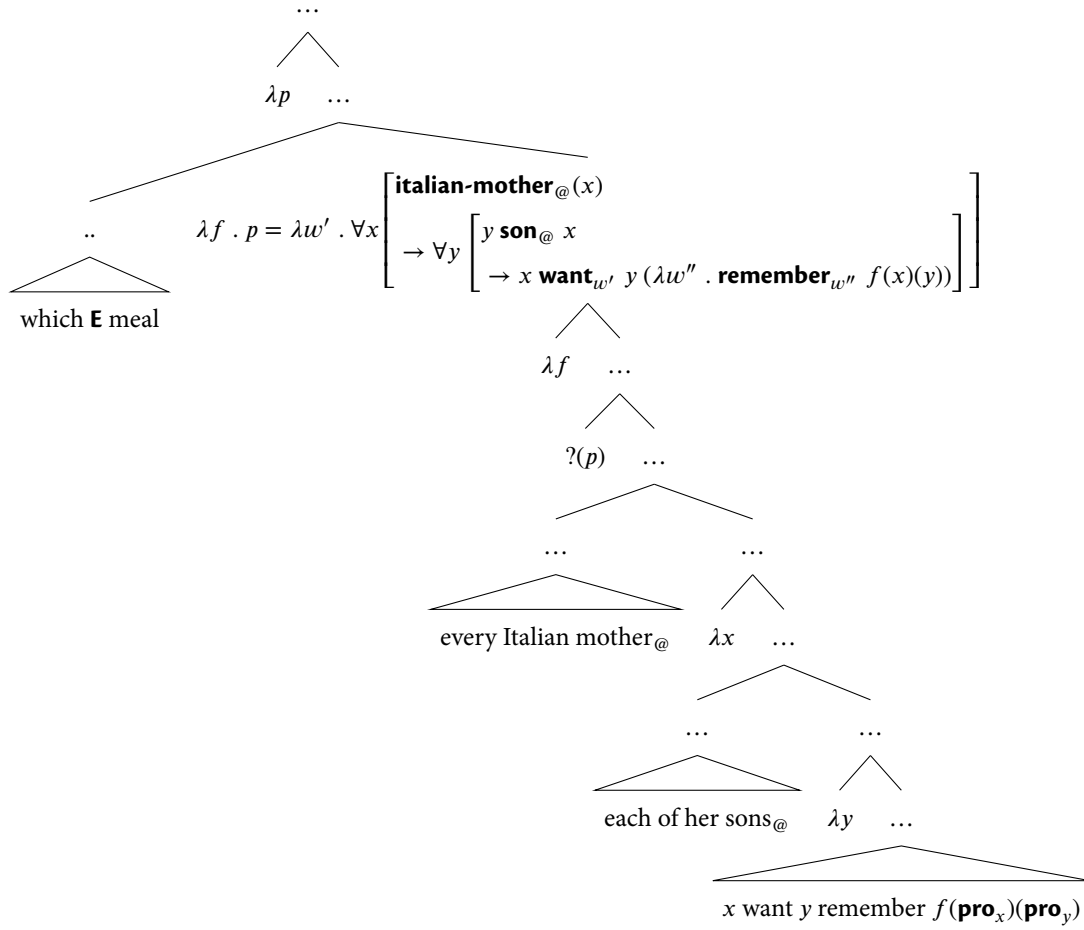 …
λp …
.. λf . p = λw′ . ∀x [italian-mother@(x)
→ ∀y [y son@ x
→ x want_w′ y (λw″ . remember_w″ f(x)(y))]]
which E meal
λf …
?(p) …
… …
every Italian mother@ λx …
… …
each of her sons@ λy …
x want y remember f(pro_x)(pro_y)